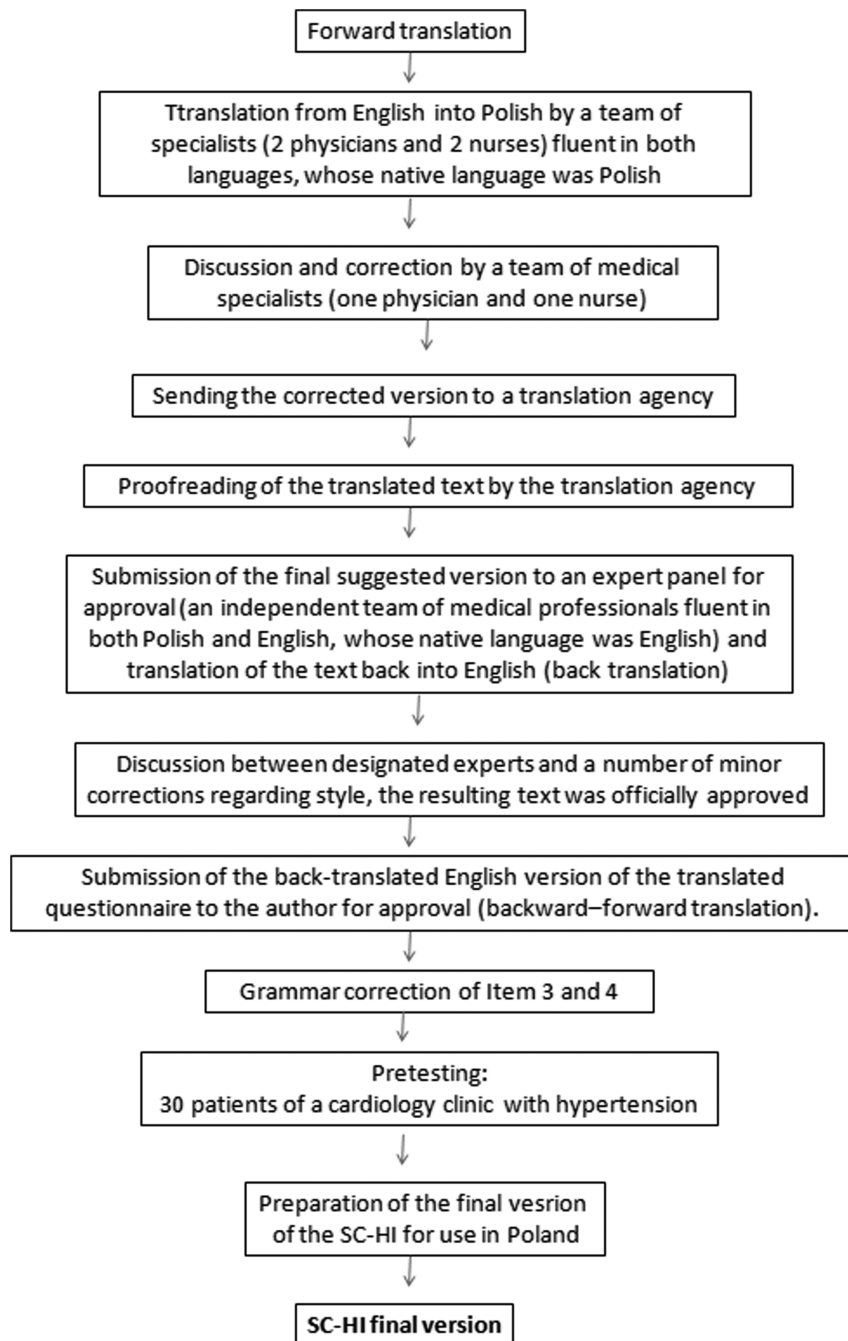 Forward translation
Ttranslation from English into Polish by a team of
specialists (2 physicians and 2 nurses) fluent in both
languages, whose native language was Polish
Discussion and correction by a team of medical
specialists (one physician and one nurse)
Sending the corrected version to a translation agency
Proofreading of the translated text by the translation agency
Submission of the final suggested version to an expert panel for
approval (an independent team of medical professionals fluent in
both Polish and English, whose native language was English) and
translation of the text back into English (back translation)
Discussion between designated experts and a number of minor
corrections regarding style, the resulting text was officially approved
Submission of the back-translated English version of the translated
questionnaire to the author for approval (backward–forward translation).
Grammar correction of Item 3 and 4
Pretesting:
30 patients of a cardiology clinic with hypertension
Preparation of the final vesrion
of the SC-HI for use in Poland
SC-HI final version